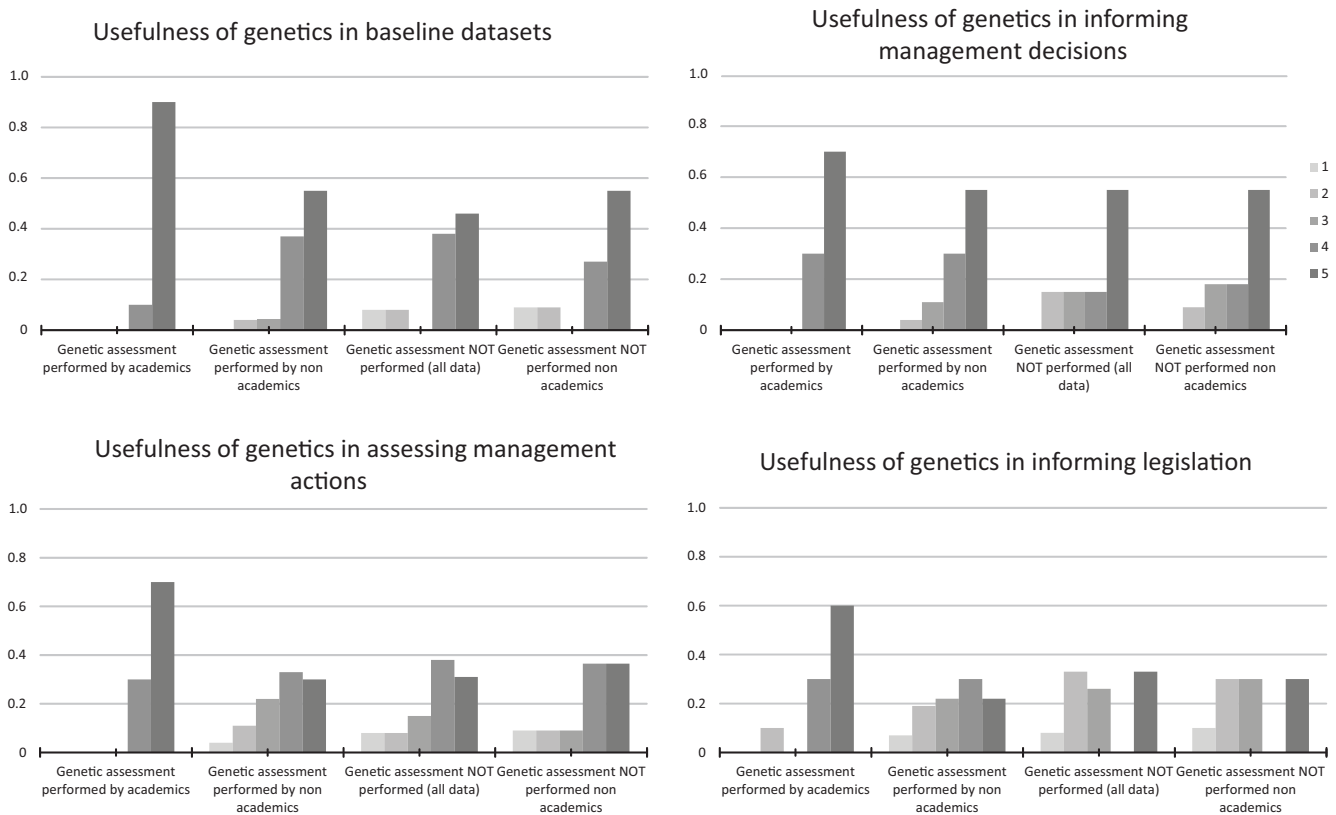 Usefulness of genetics in baseline datasets
1.0
0.8
0.6
0.4
0.2
0
Genetic assessment
performed by academics
Genetic assessment
performed by non
academics
Genetic assessment NOT
performed (all data)
Genetic assessment NOT
performed non
academics
Usefulness of genetics in informing
management decisions
1.0
0.8
0.6
0.4
0.2
0
Genetic assessment
performed by
academics
Genetic assessment
performed by non
academics
Genetic assessment
NOT performed (all
data)
Genetic assessment
NOT performed non
academics
1
2
3
4
5
Usefulness of genetics in assessing management
actions
1.0
0.8
0.6
0.4
0.2
0
Genetic assessment
performed by academics
Genetic assessment
performed by non
academics
Genetic assessment NOT
performed (all data)
Genetic assessment NOT
performed non
academics
Usefulness of genetics in informing legislation
1.0
0.8
0.6
0.4
0.2
0
Genetic assessment
performed by academics
Genetic assessment
performed by non
academics
Genetic assessment NOT
performed (all data)
Genetic assessment NOT
performed non
academics